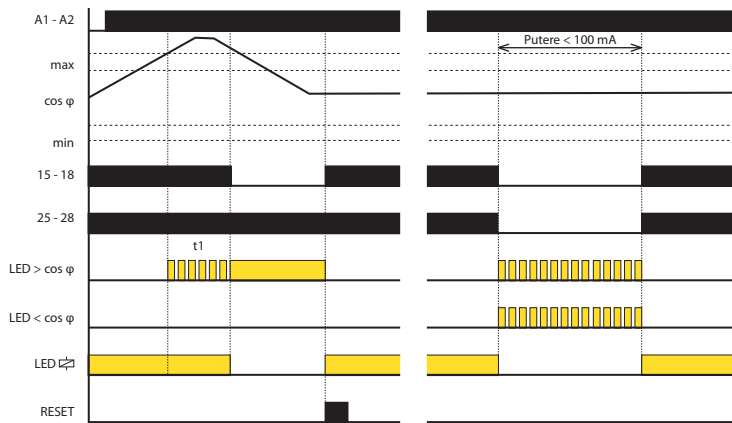 A1 - A2
Putere < 100 mA
max
cos φ
min
15 - 18
25 - 28
t1
LED > cos φ
LED < cos φ
LED
RESET